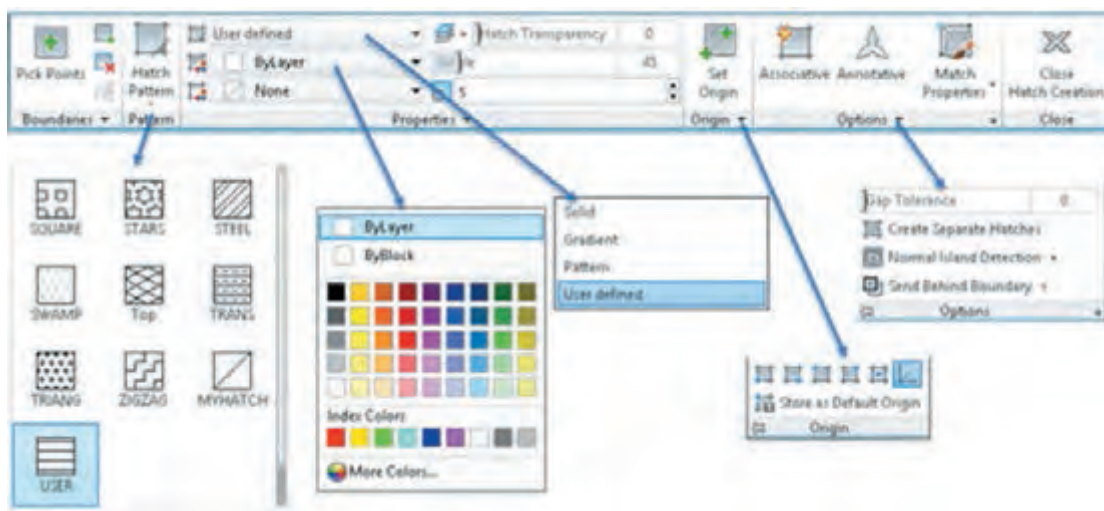 User defined
Hatch Transparency 0
Pick Points
Hatch Pattern
ByLayer
45
None
5
Set Origin
Associative
Annotative
Match Properties
Close Hatch Creation
Boundaries
Pattern
Properties
Origin
Options
Close
SQUARE STARS STEEL
SWAMP Top TRANS
TRIANG ZIGZAG MYHATCH
USER
ByLayer
ByBlock
Index Colors
More Colors...
Solid
Gradient
Pattern
User defined
Gap Tolerance 0
Create Separate Hatches
Normal Island Detection
Send Behind Boundary
Options
Store as Default Origin
Origin